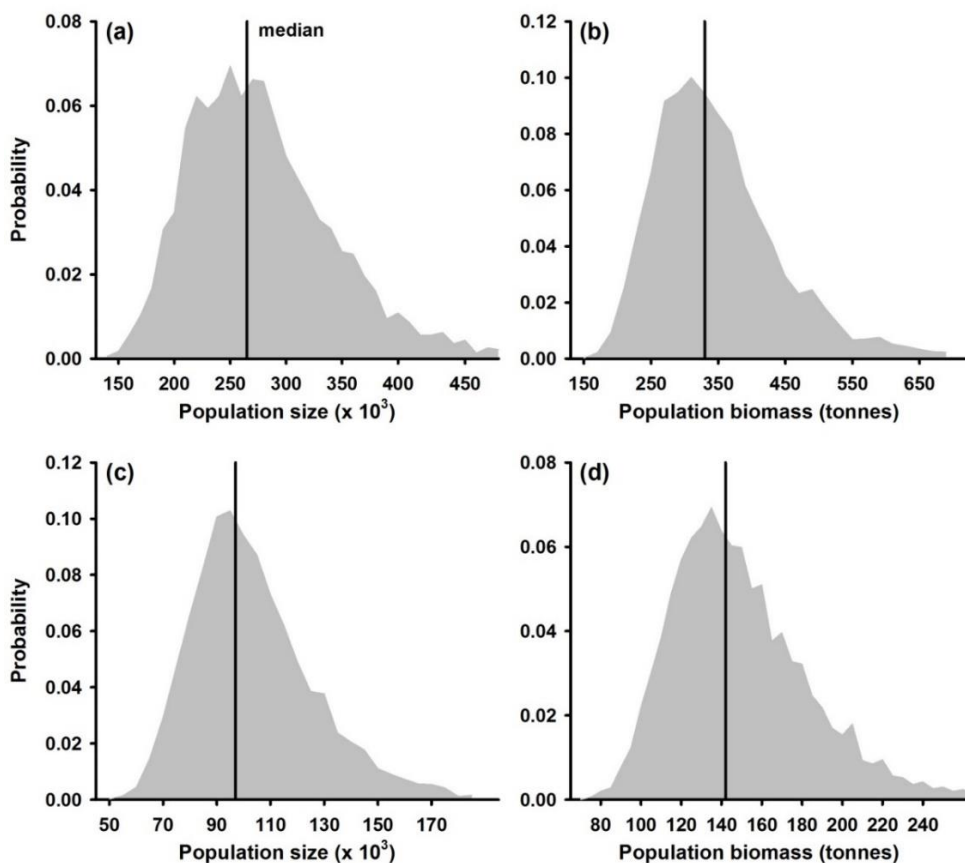 (a)
median
Probability
0.08
0.06
0.04
0.02
0.00
150 200 250 300 350 400 450
Population size (x 10³)
(b)
0.12
0.10
0.08
0.06
0.04
0.02
0.00
150 250 350 450 550 650
Population biomass (tonnes)
(c)
Probability
0.12
0.10
0.08
0.06
0.04
0.02
0.00
50 70 90 110 130 150 170
Population size (x 10³)
(d)
0.08
0.06
0.04
0.02
0.00
80 100 120 140 160 180 200 220 240
Population biomass (tonnes)